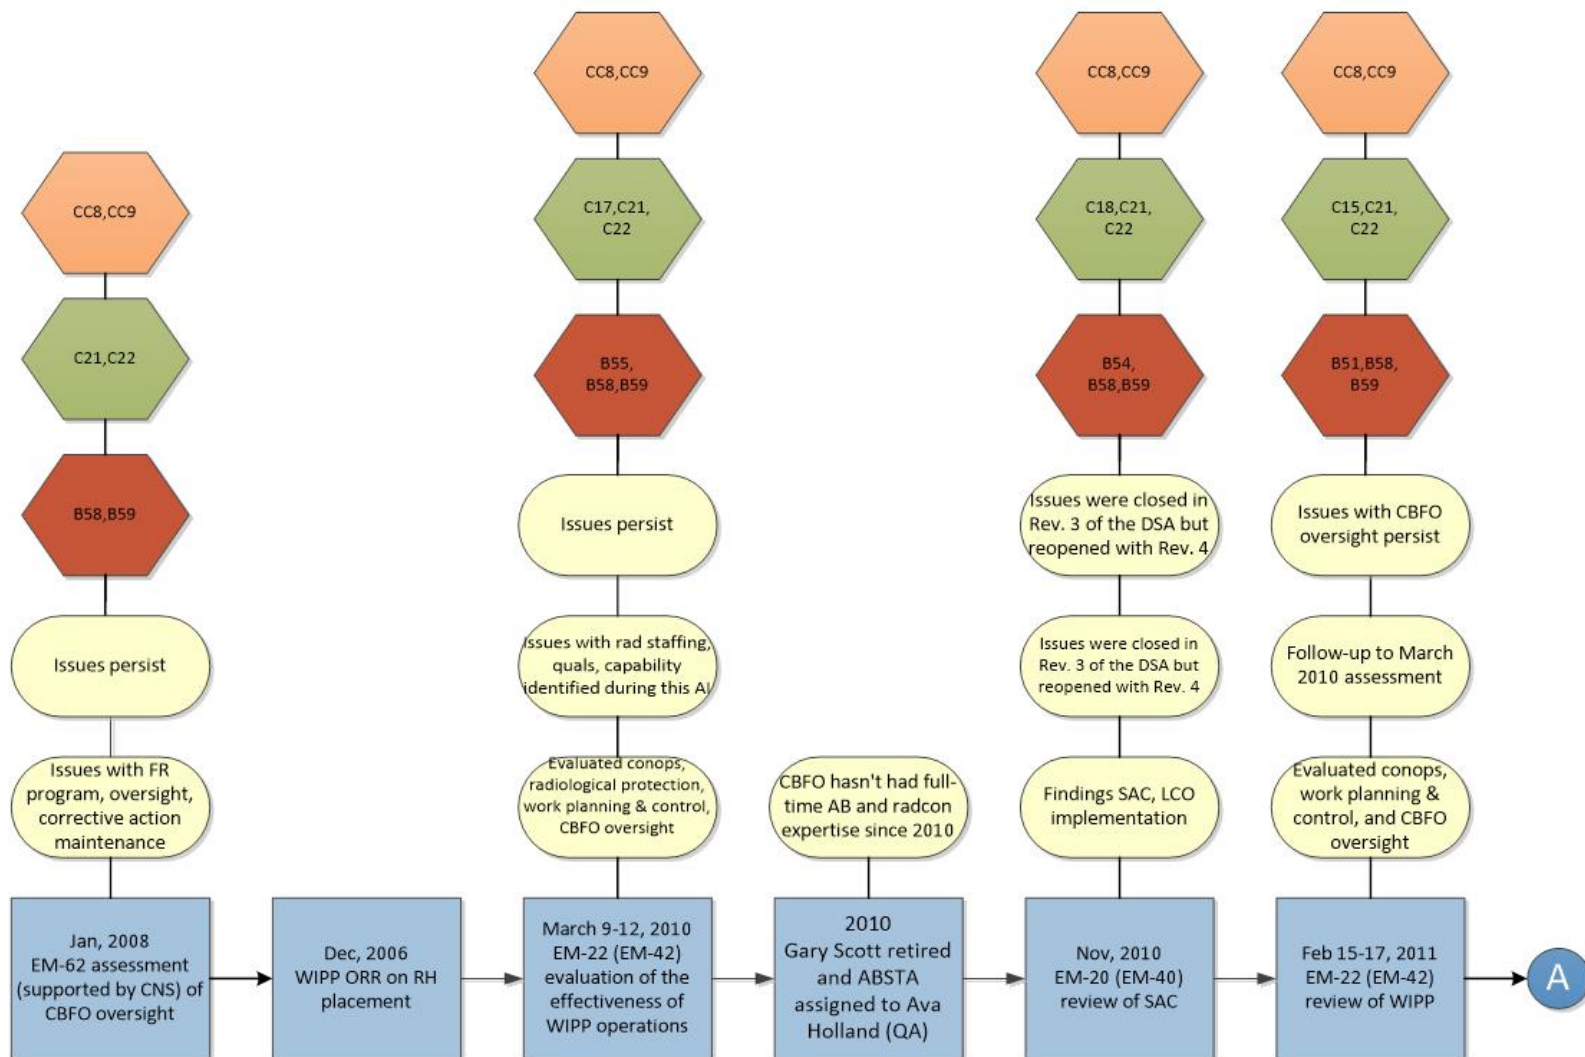 CC8,CC9
C21,C22
B58,B59
Issues persist
Issues with FR
program, oversight,
corrective action
maintenance
Jan, 2008
EM-62 assessment
(supported by CNS) of
CBFO oversight
Dec, 2006
WIPP ORR on RH
placement
CC8,CC9
C17,C21,
C22
B55,
B58,B59
Issues persist
Issues with rad staffing,
quals, capability
identified during this AI
Evaluated conops,
radiological protection,
work planning & control,
CBFO oversight
March 9-12, 2010
EM-22 (EM-42)
evaluation of the
effectiveness of
WIPP operations
CBFO hasn't had full-
time AB and radcon
expertise since 2010
2010
Gary Scott retired
and ABSTA
assigned to Ava
Holland (QA)
CC8,CC9
C18,C21,
C22
B54,
B58,B59
Issues were closed in
Rev. 3 of the DSA but
reopened with Rev. 4
Issues were closed in
Rev. 3 of the DSA but
reopened with Rev. 4
Findings SAC, LCO
implementation
Nov, 2010
EM-20 (EM-40)
review of SAC
CC8,CC9
C15,C21,
C22
B51,B58,
B59
Issues with CBFO
oversight persist
Follow-up to March
2010 assessment
Evaluated conops,
work planning &
control, and CBFO
oversight
Feb 15-17, 2011
EM-22 (EM-42)
review of WIPP
A